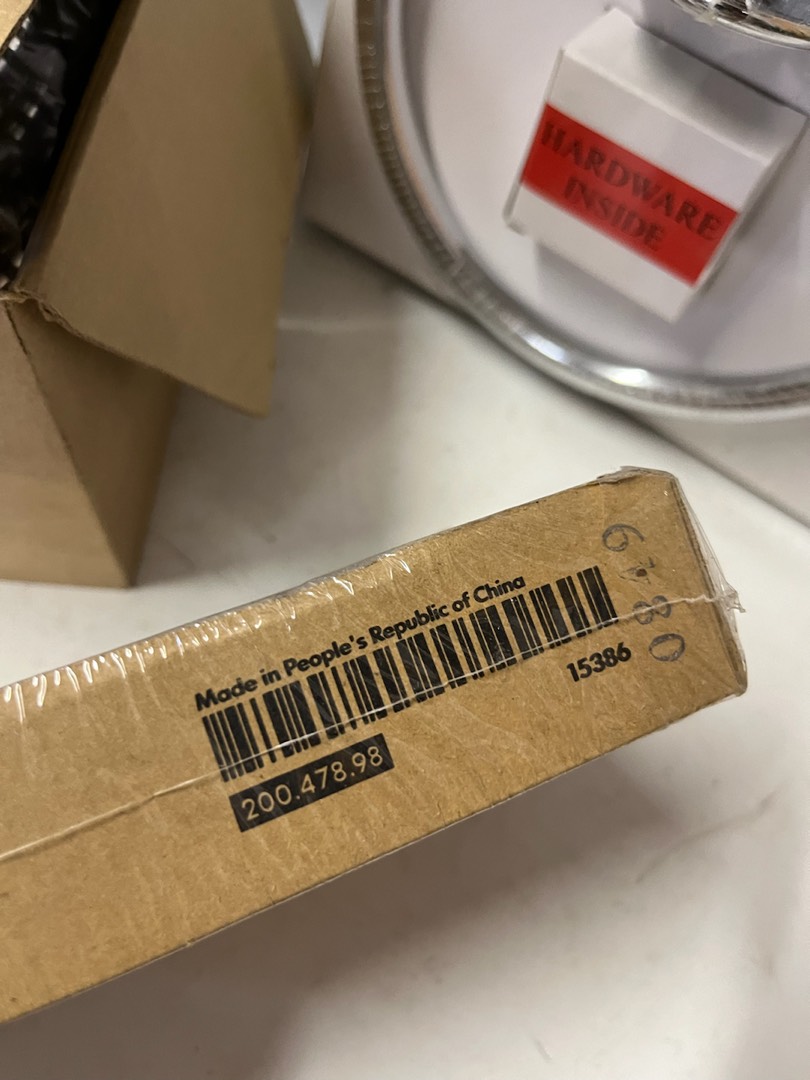 HARDWARE
INSIDE
Made in People's Republic of China
15386
200.478.98